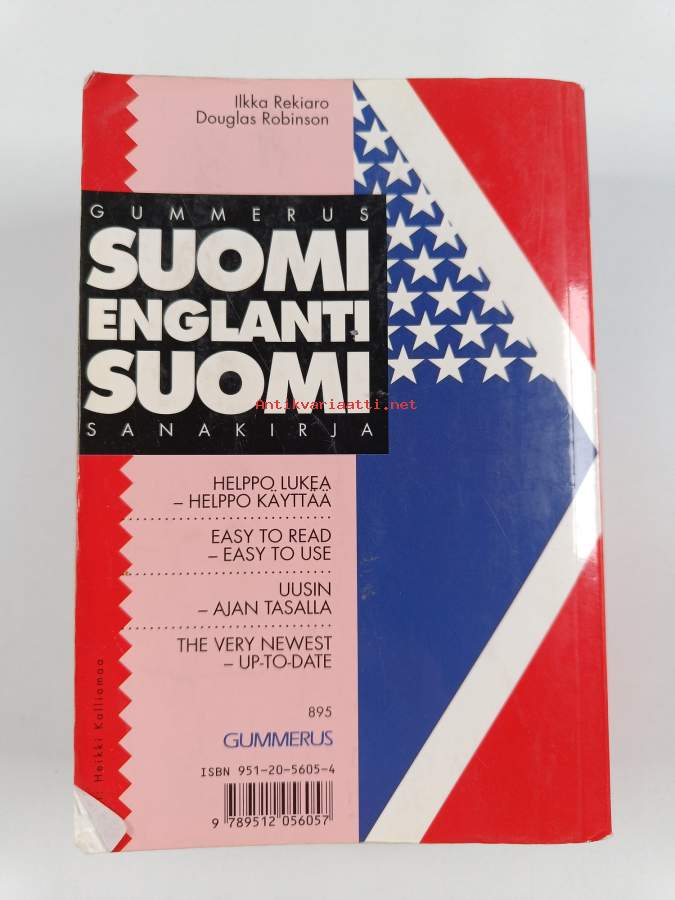 Ilkka Rekiaro
Douglas Robinson
GUMMERUS
SUOMI
ENGLANTI
SUOMI
Antikvariaatti.net
SANAKIRJA
HELPPO LUKEA
– HELPPO KÄYTTÄÄ
EASY TO READ
– EASY TO USE
UUSIN
– AJAN TASALLA
THE VERY NEWEST
– UP-TO-DATE
895
GUMMERUS
ISBN 951-20-5605-4
9 789512 056057
: Heikki Kalliomaa